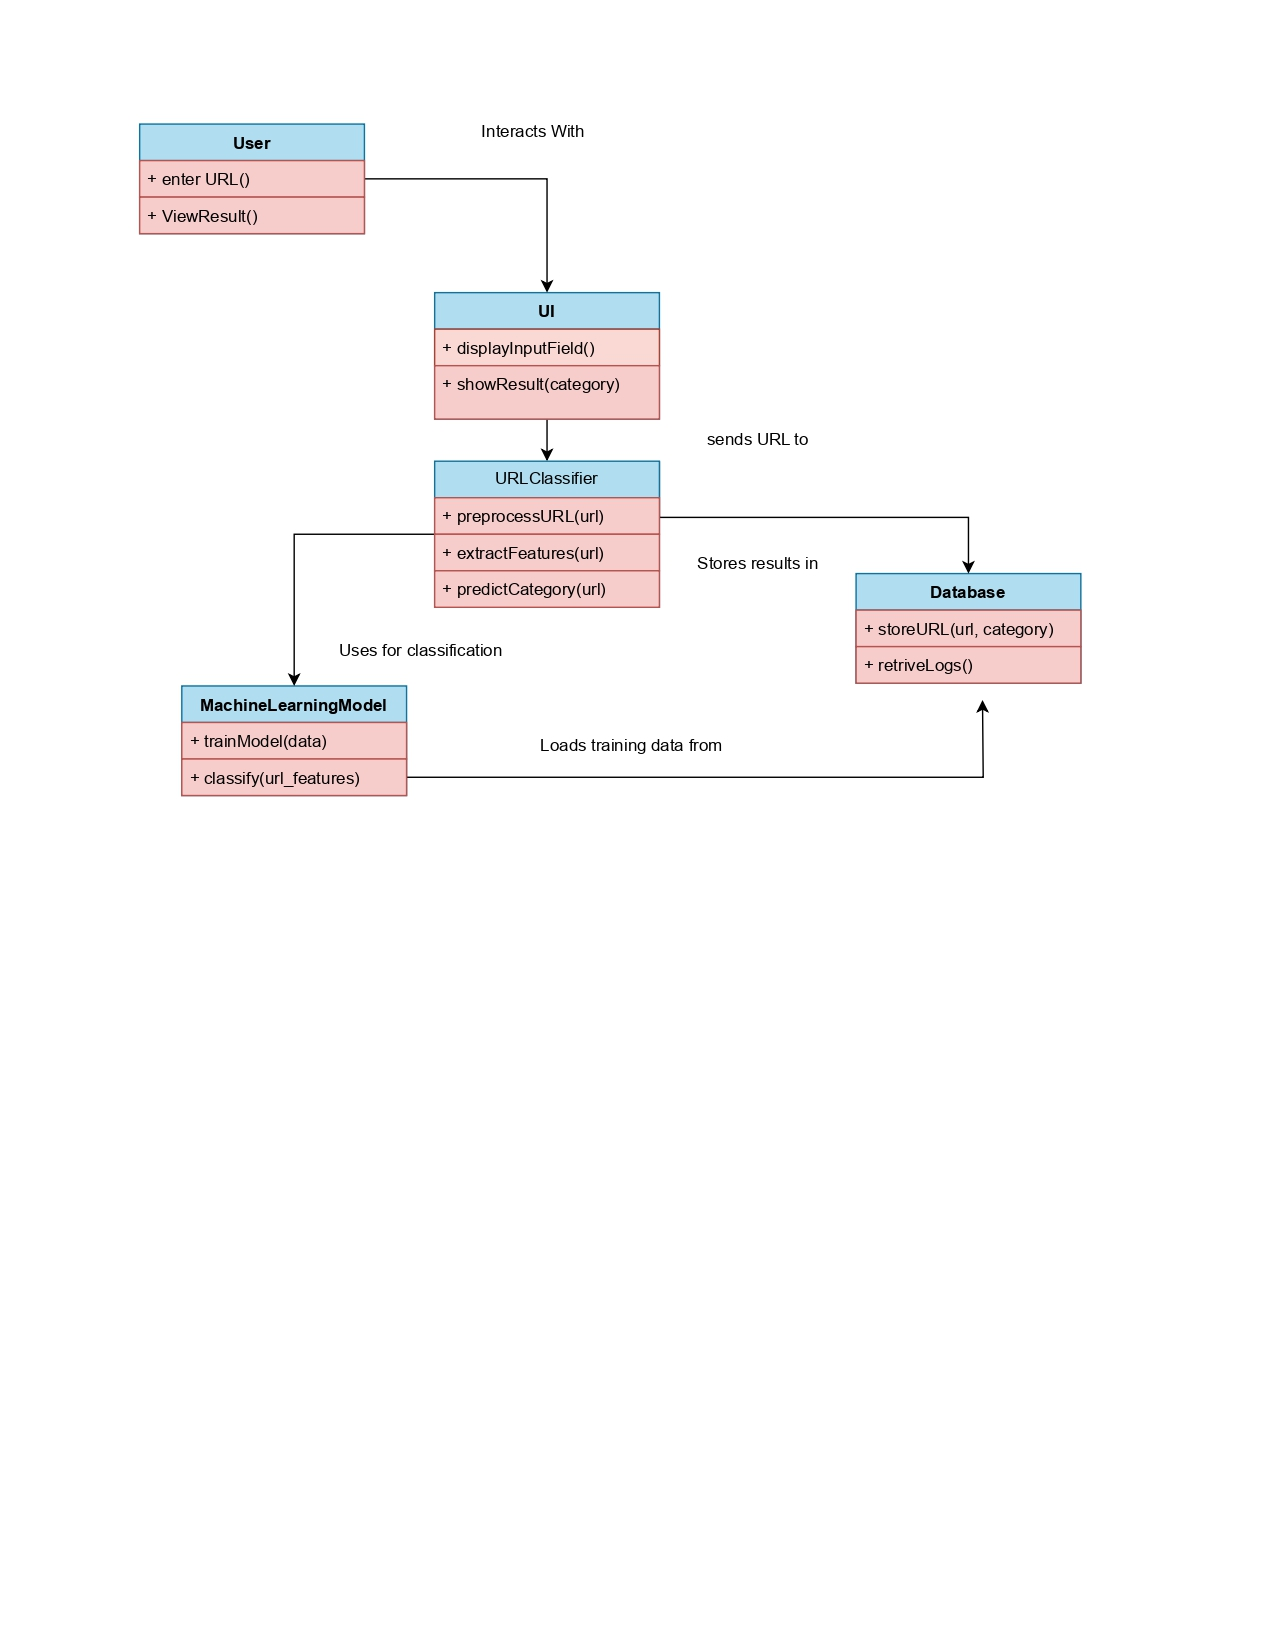 Interacts With
User
+ enter URL()
+ ViewResult()
UI
+ displayInputField()
+ showResult(category)
sends URL to
URLClassifier
+ preprocessURL(url)
+ extractFeatures(url)
+ predictCategory(url)
Stores results in
Database
+ storeURL(url, category)
+ retriveLogs()
Uses for classification
MachineLearningModel
+ trainModel(data)
+ classify(url_features)
Loads training data from